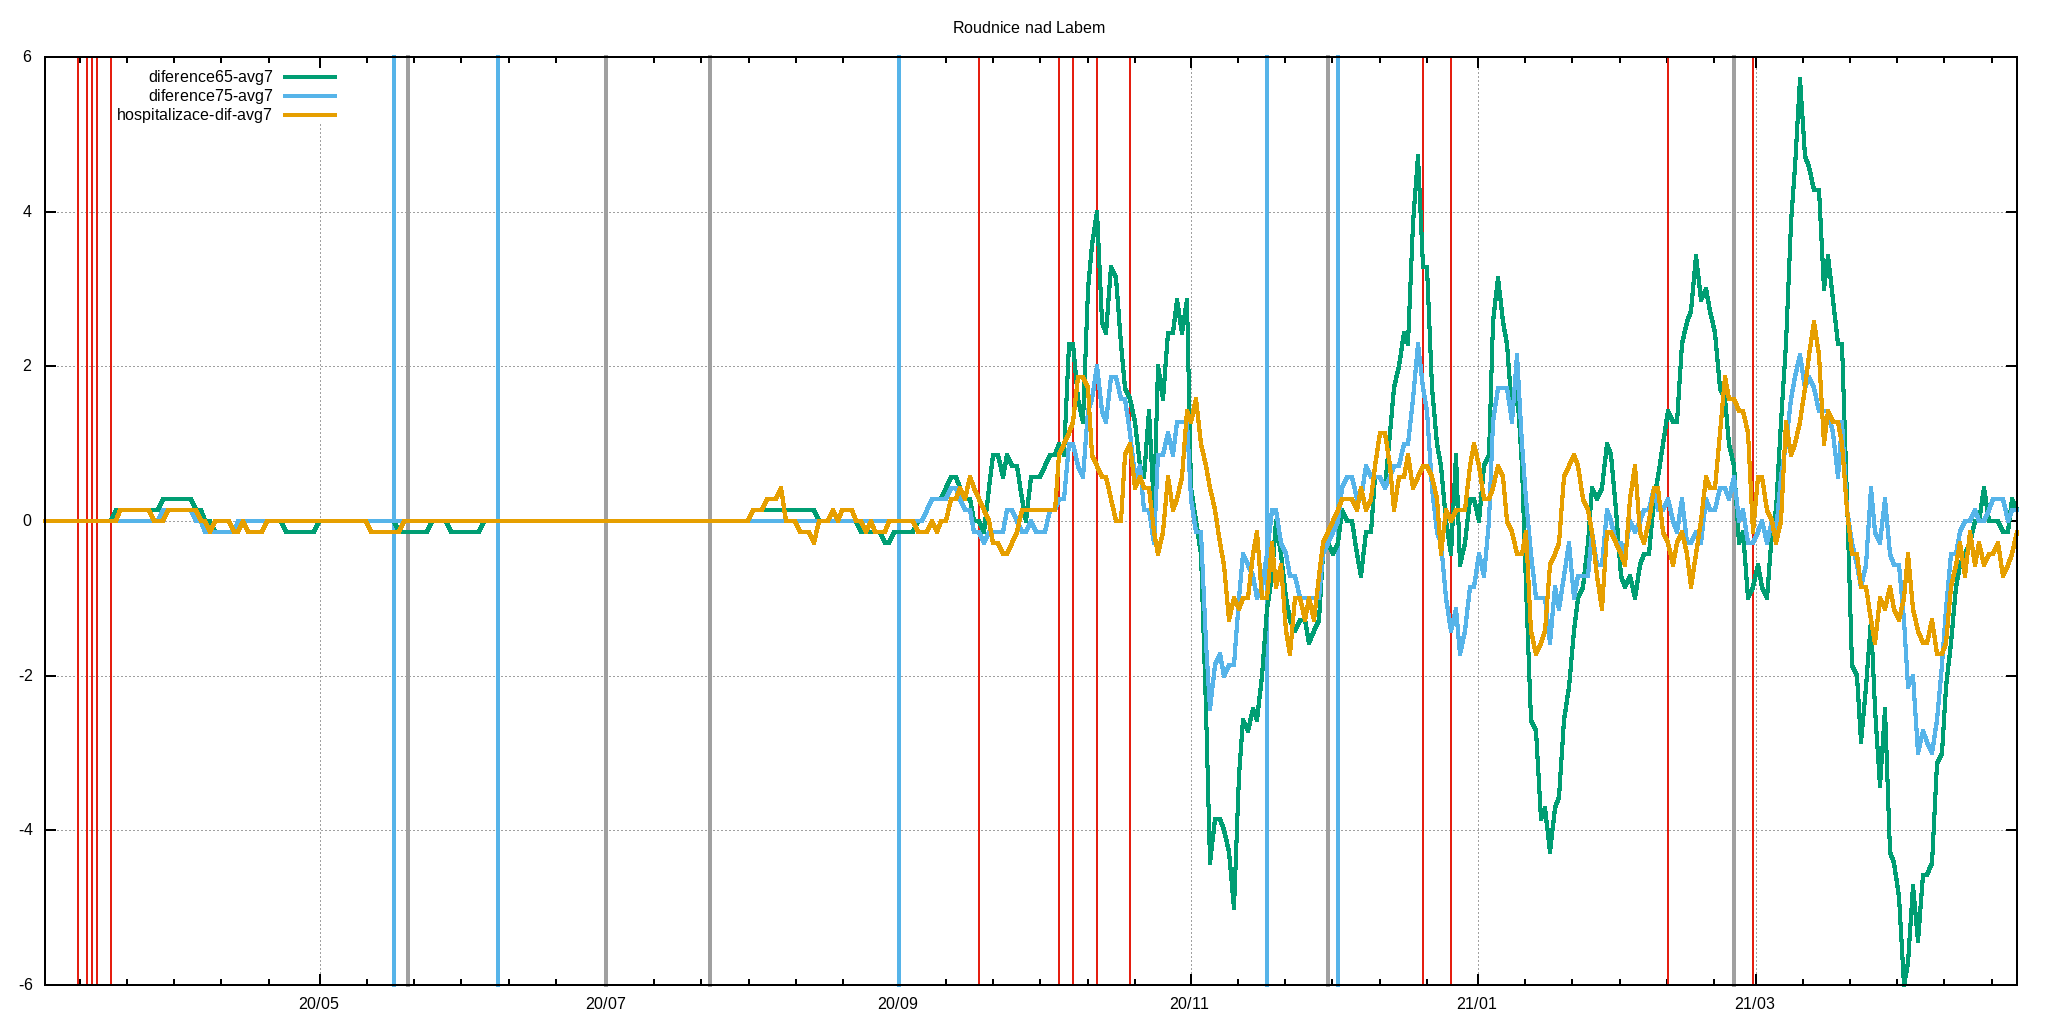 Roudnice nad Labem
6
4
2
0
-2
-4
-6
diference65-avg7
diference75-avg7
hospitalizace-dif-avg7
20/05 20/07 20/09 20/11 21/01 21/03